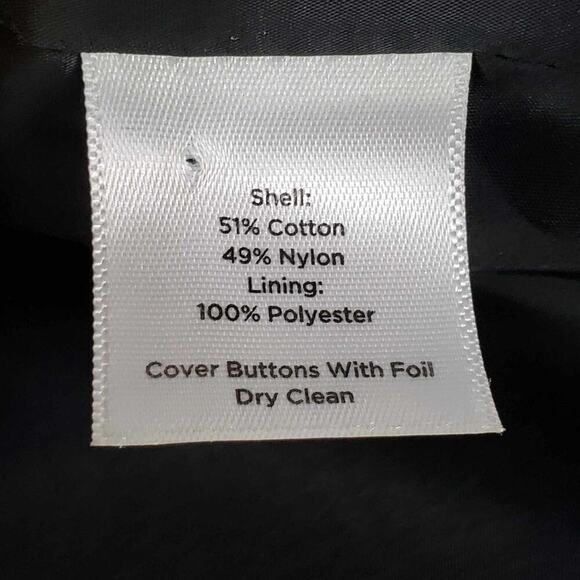 Shell:
51% Cotton
49% Nylon
Lining:
100% Polyester
Cover Buttons With Foil
Dry Clean